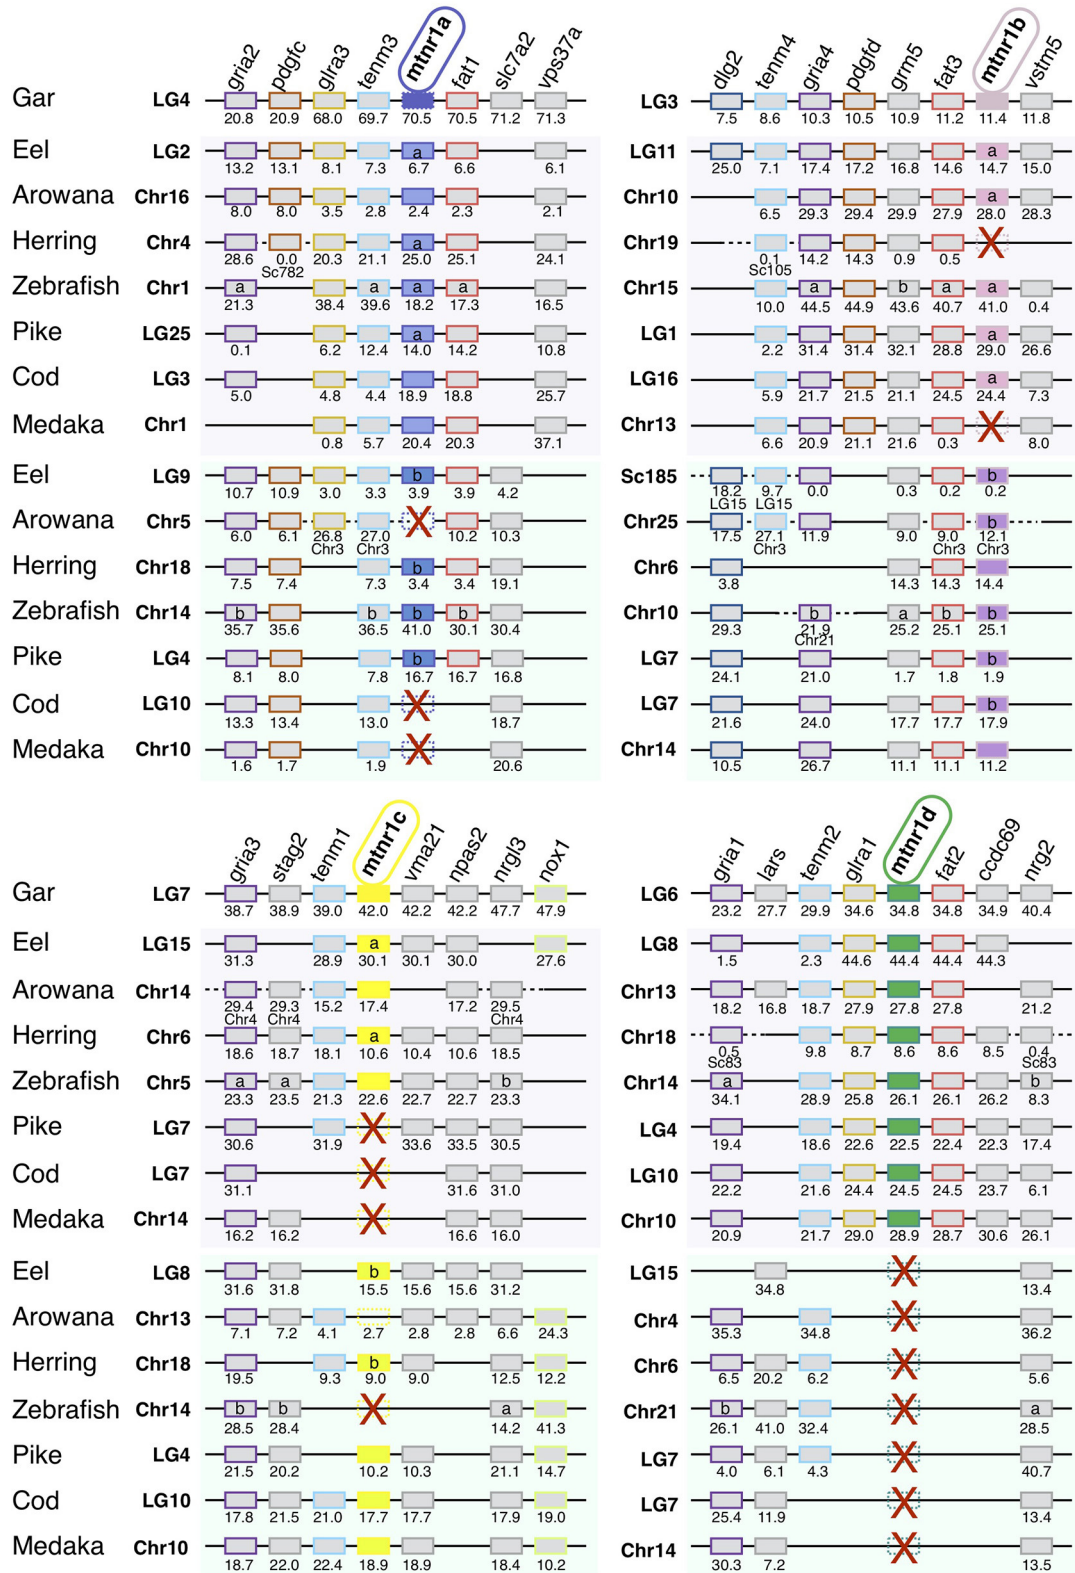 gria2 pdgfc glra3 tenm3 mtnr1a fat1 slc7a2 vps37a
Gar LG4 20.8 20.9 68.0 69.7 70.5 70.5 71.2 71.3
Eel LG2 a 13.2 13.1 8.1 7.3 6.7 6.6 6.1
Arowana Chr16 8.0 8.0 3.5 2.8 2.4 2.3 2.1
Herring Chr4 a 28.6 0.0 20.3 21.1 25.0 25.1 24.1
Sc782
Zebrafish Chr1 a a a a 21.3 38.4 39.6 18.2 17.3 16.5
Pike LG25 a 0.1 6.2 12.4 14.0 14.2 10.8
Cod LG3 5.0 4.8 4.4 18.9 18.8 25.7
Medaka Chr1 0.8 5.7 20.4 20.3 37.1
Eel LG9 b 10.7 10.9 3.0 3.3 3.9 3.9 4.2
Arowana Chr5 X 6.0 6.1 26.8 27.0 10.2 10.3
Chr3 Chr3
Herring Chr18 b 7.5 7.4 7.3 3.4 3.4 19.1
Zebrafish Chr14 b b b b 35.7 35.6 36.5 41.0 30.1 30.4
Pike LG4 b 8.1 8.0 7.8 16.7 16.7 16.8
Cod LG10 X 13.3 13.4 13.0 18.7
Medaka Chr10 X 1.6 1.7 1.9 20.6
dlg2 tenm4 gria4 pdgfd grm5 fat3 mtnr1b vstm5
LG3 7.5 8.6 10.3 10.5 10.9 11.2 11.4 11.8
LG11 a 25.0 7.1 17.4 17.2 16.8 14.6 14.7 15.0
Chr10 a 6.5 29.3 29.4 29.9 27.9 28.0 28.3
Chr19 X 0.1 14.2 14.3 0.9 0.5
Sc105
Chr15 a b a a 10.0 44.5 44.9 43.6 40.7 41.0 0.4
LG1 a 2.2 31.4 31.4 32.1 28.8 29.0 26.6
LG16 a 5.9 21.7 21.5 21.1 24.5 24.4 7.3
Chr13 X 6.6 20.9 21.1 21.6 0.3 8.0
Sc185 b 18.2 9.7 0.0 0.3 0.2 0.2
LG15 LG15
Chr25 b 17.5 27.1 11.9 9.0 9.0 12.1
Chr3 Chr3 Chr3
Chr6 3.8 14.3 14.3 14.4
Chr10 b a b b 29.3 21.9 25.2 25.1 25.1
Chr21
LG7 b 24.1 21.0 1.7 1.8 1.9
LG7 b 21.6 24.0 17.7 17.7 17.9
Chr14 10.5 26.7 11.1 11.1 11.2
gria3 stag2 tenm1 mtnr1c vma21 npas2 nrgl3 nox1
Gar LG7 38.7 38.9 39.0 42.0 42.2 42.2 47.7 47.9
Eel LG15 a 31.3 28.9 30.1 30.1 30.0 27.6
Arowana Chr14 29.4 29.3 15.2 17.4 17.2 29.5
Chr4 Chr4 Chr4
Herring Chr6 a 18.6 18.7 18.1 10.6 10.4 10.6 18.5
Zebrafish Chr5 a a b 23.3 23.5 21.3 22.6 22.7 22.7 23.3
Pike LG7 X 30.6 31.9 33.6 33.5 30.5
Cod LG7 X 31.1 31.6 31.0
Medaka Chr14 X 16.2 16.2 16.6 16.0
Eel LG8 b 31.6 31.8 15.5 15.6 15.6 31.2
Arowana Chr13 7.1 7.2 4.1 2.7 2.8 2.8 6.6 24.3
Herring Chr18 b 19.5 9.3 9.0 9.0 12.5 12.2
Zebrafish Chr14 b b X a 28.5 28.4 14.2 41.3
Pike LG4 21.5 20.2 10.2 10.3 21.1 14.7
Cod LG10 17.8 21.5 21.0 17.7 17.7 17.9 19.0
Medaka Chr10 18.7 22.0 22.4 18.9 18.9 18.4 10.2
gria1 lars tenm2 glra1 mtnr1d fat2 ccdc69 nrg2
LG6 23.2 27.7 29.9 34.6 34.8 34.8 34.9 40.4
LG8 1.5 2.3 44.6 44.4 44.4 44.3
Chr13 18.2 16.8 18.7 27.9 27.8 27.8 21.2
Chr18 0.5 9.8 8.7 8.6 8.6 8.5 0.4
Sc83 Sc83
Chr14 a b 34.1 28.9 25.8 26.1 26.1 26.2 8.3
LG4 19.4 18.6 22.6 22.5 22.4 22.3 17.4
LG10 22.2 21.6 24.4 24.5 24.5 23.7 6.1
Chr10 20.9 21.7 29.0 28.9 28.7 30.6 26.1
LG15 X 34.8 13.4
Chr4 X 35.3 34.8 36.2
Chr6 X 6.5 20.2 6.2 5.6
Chr21 b X a 26.1 41.0 32.4 28.5
LG7 X 4.0 6.1 4.3 40.7
LG7 X 25.4 11.9 13.4
Chr14 X 30.3 7.2 13.5